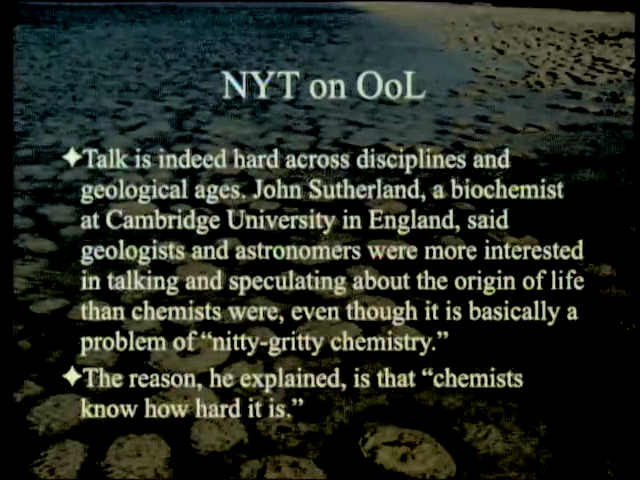 NYT on OoL
✦Talk is indeed hard across disciplines and
geological ages. John Sutherland, a biochemist
at Cambridge University in England, said
geologists and astronomers were more interested
in talking and speculating about the origin of life
than chemists were, even though it is basically a
problem of “nitty-gritty chemistry.”
✦The reason, he explained, is that “chemists
know how hard it is.”